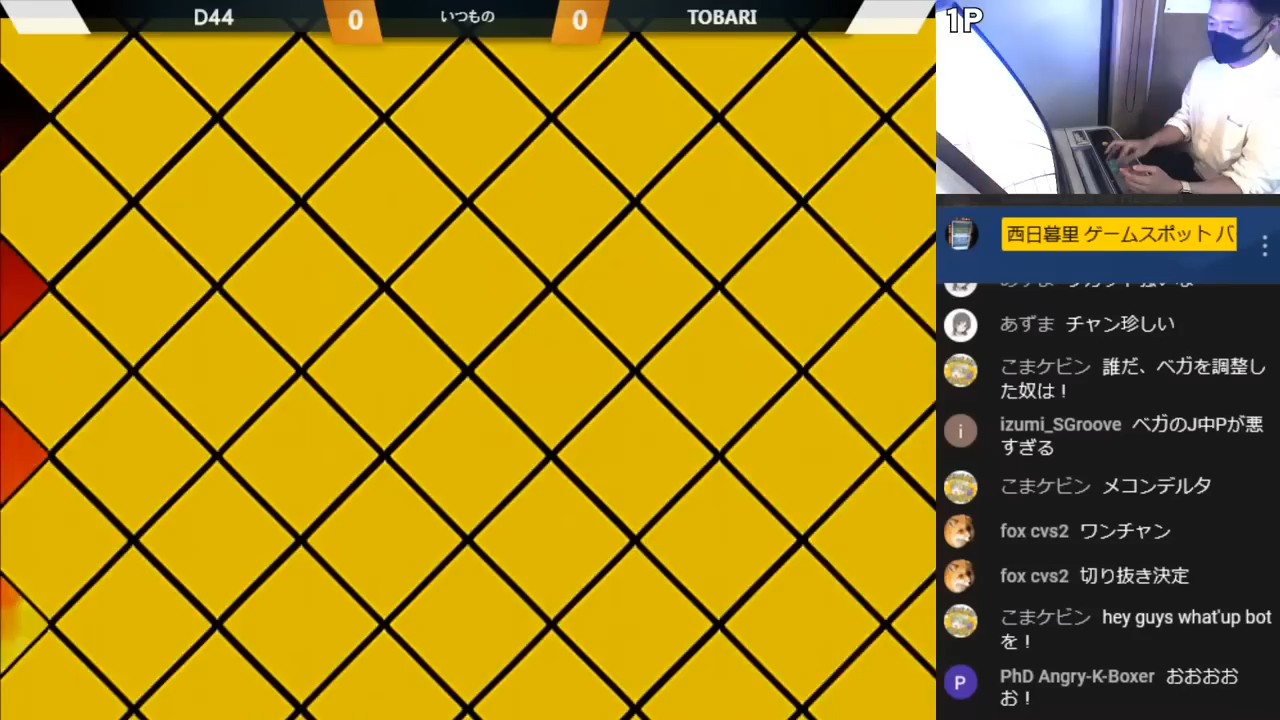 D44 0 いつもの 0 TOBARI
1P
西日暮里 ゲームスポット バ
あずま チャン珍しい
こまケビン 誰だ、ベガを調整し
た奴は！
izumi_SGroove ベガのJ中Pが悪
すぎる
こまケビン メコンデルタ
fox cvs2 ワンチャン
fox cvs2 切り抜き決定
こまケビン hey guys what'up bot
を！
PhD Angry-K-Boxer おおおお
お！